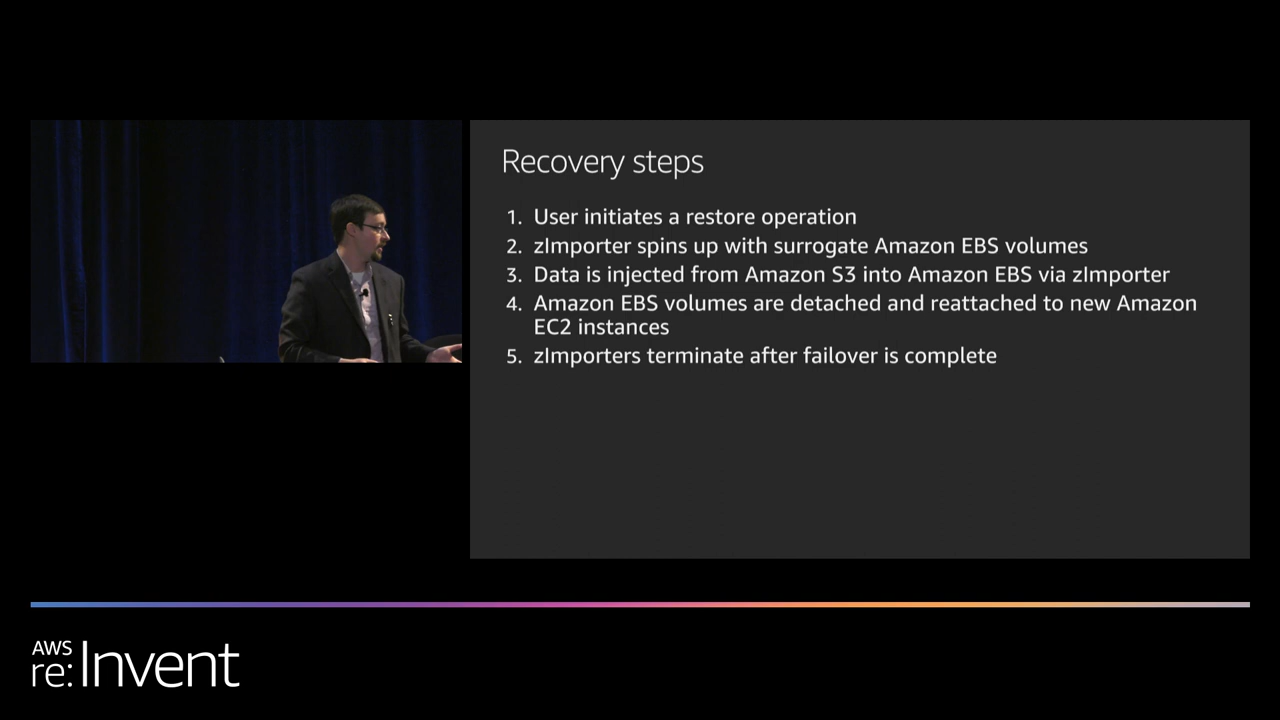 Recovery steps
1. User initiates a restore operation
2. zImporter spins up with surrogate Amazon EBS volumes
3. Data is injected from Amazon S3 into Amazon EBS via zImporter
4. Amazon EBS volumes are detached and reattached to new Amazon
EC2 instances
5. zImporters terminate after failover is complete
AWS
re:Invent